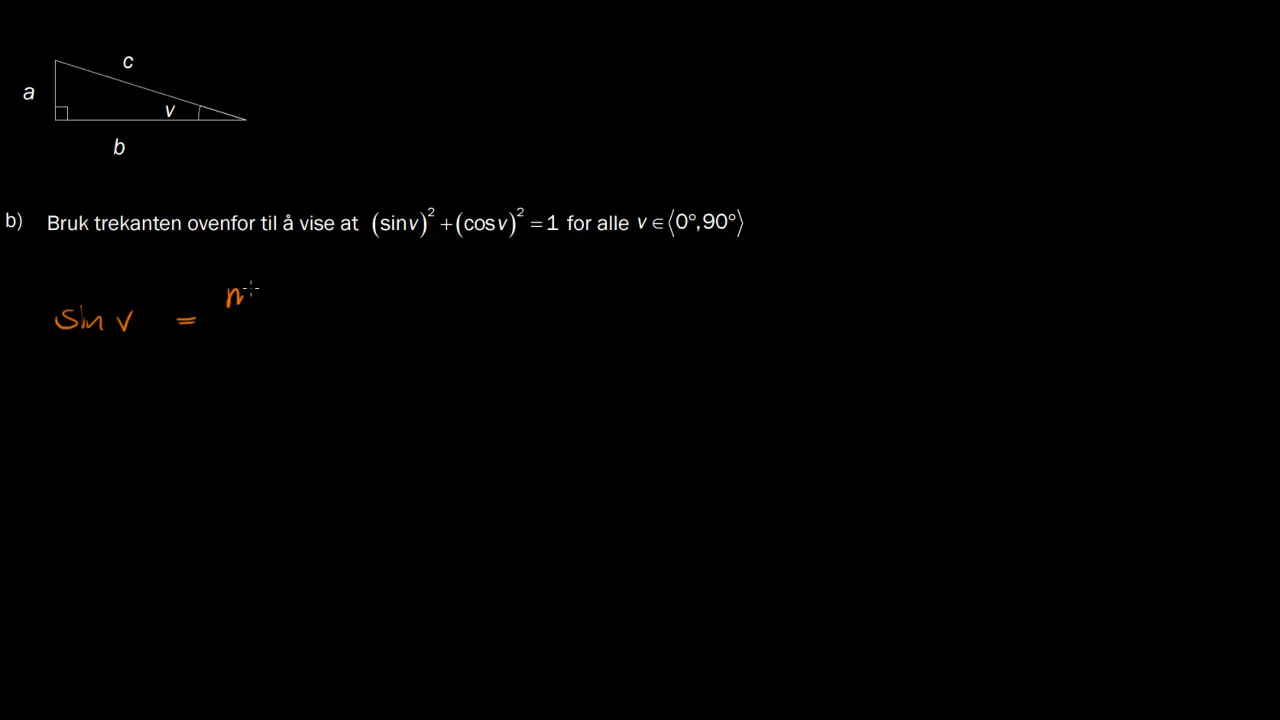 c
a
v
b
b) Bruk trekanten ovenfor til å vise at (sin v)² + (cos v)² = 1 for alle v ∈ ⟨0°, 90°⟩
m
sin v =